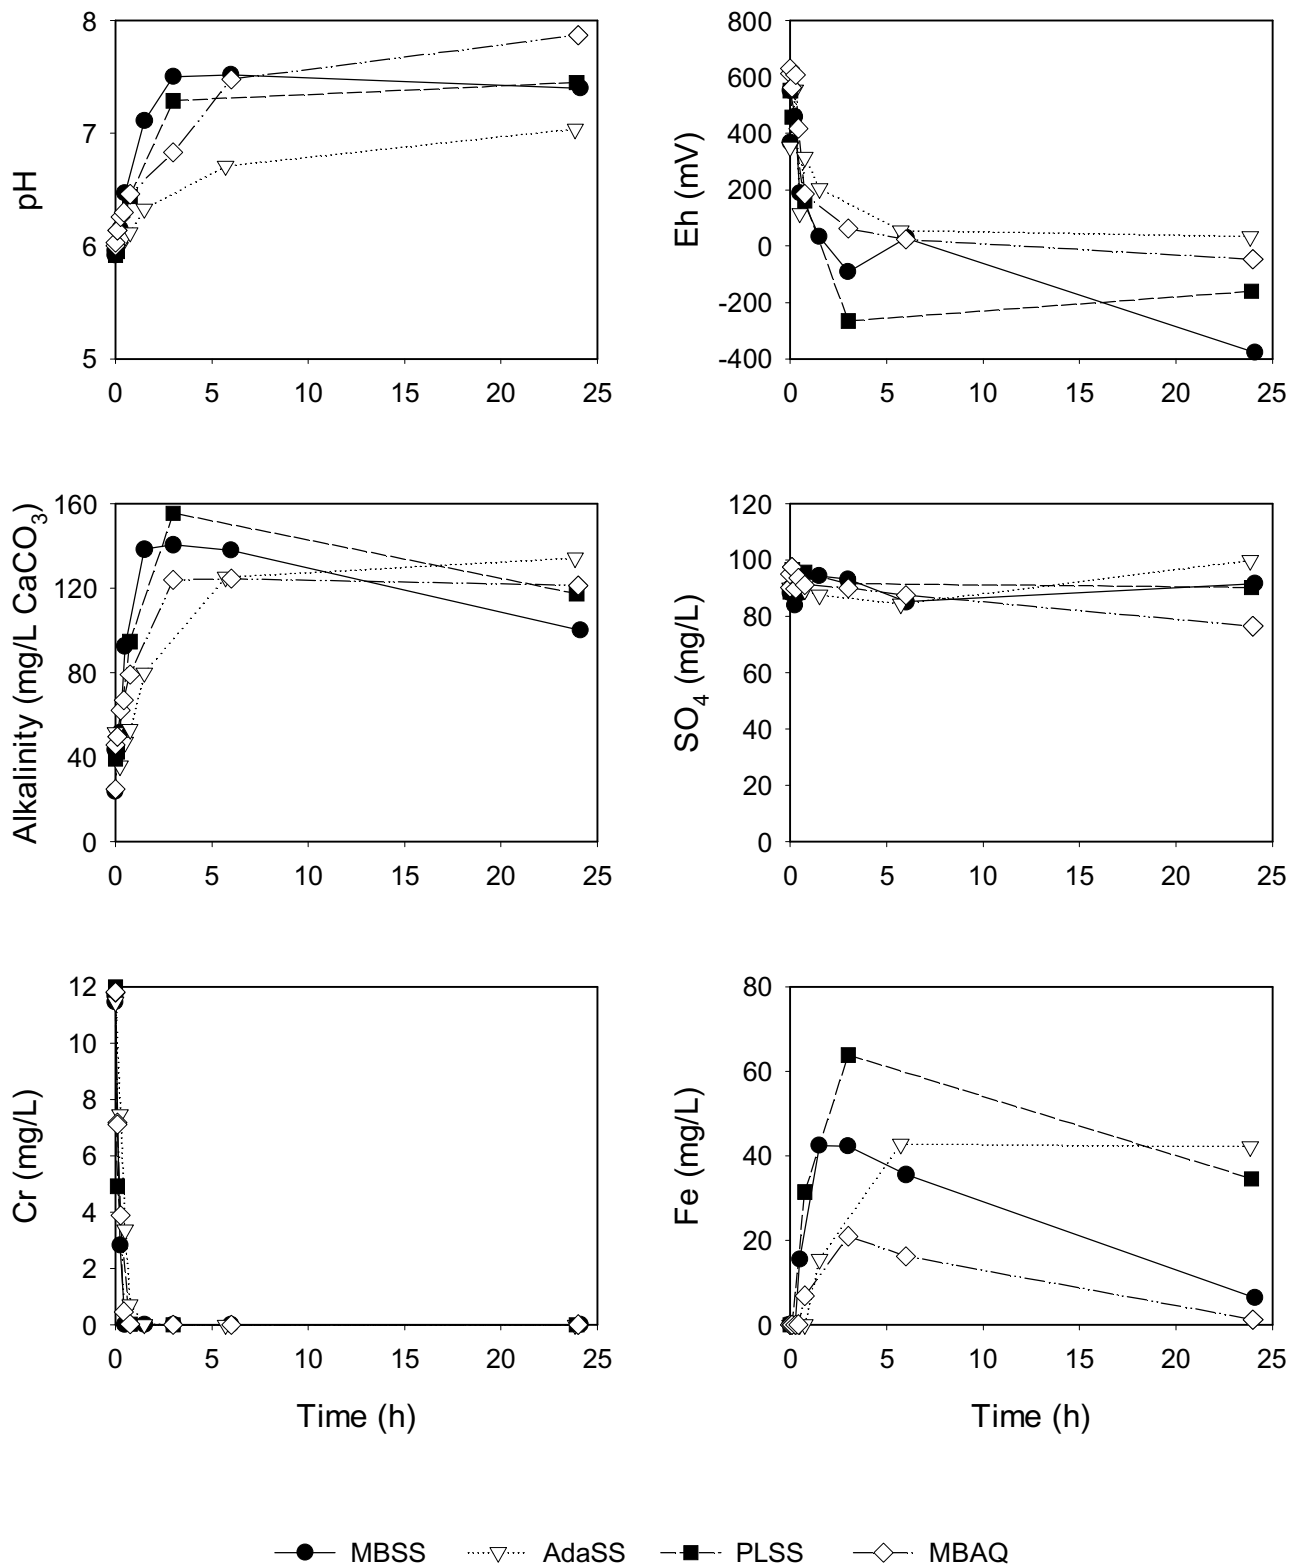 8
7
6
5
pH
0 5 10 15 20 25
800
600
400
200
0
-200
-400
Eh (mV)
0 5 10 15 20 25
160
120
80
40
0
Alkalinity (mg/L CaCO3)
0 5 10 15 20 25
120
100
80
60
40
20
0
SO4 (mg/L)
0 5 10 15 20 25
12
10
8
6
4
2
0
Cr (mg/L)
0 5 10 15 20 25
Time (h)
80
60
40
20
0
Fe (mg/L)
0 5 10 15 20 25
Time (h)
MBSS AdaSS PLSS MBAQ